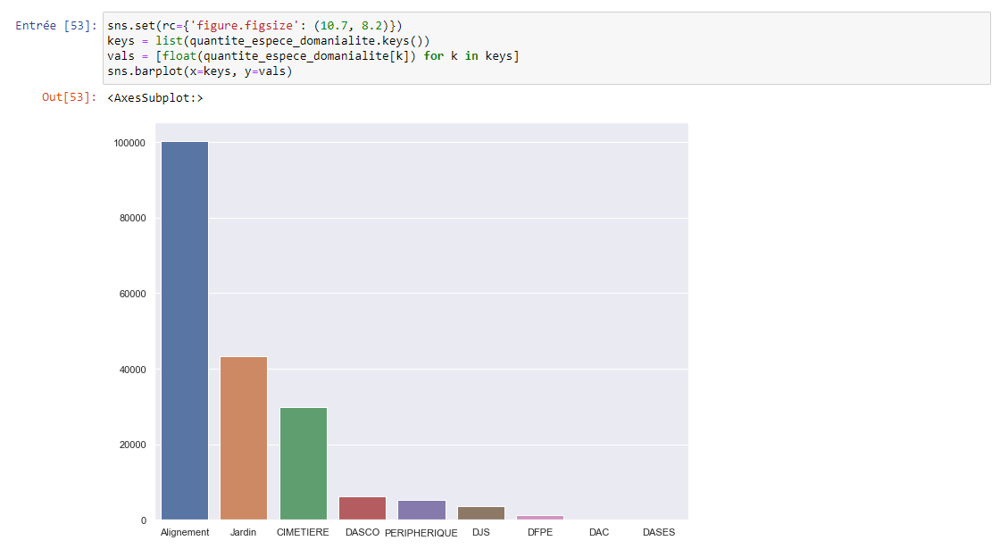 Entrée [53]: sns.set(rc={'figure.figsize': (10.7, 8.2)})
keys = list(quantite_espece_domanialite.keys())
vals = [float(quantite_espece_domanialite[k]) for k in keys]
sns.barplot(x=keys, y=vals)
Out[53]: <AxesSubplot:>
100000
80000
60000
40000
20000
0
Alignement Jardin CIMETIERE DASCO PERIPHERIQUE DJS DFPE DAC DASES